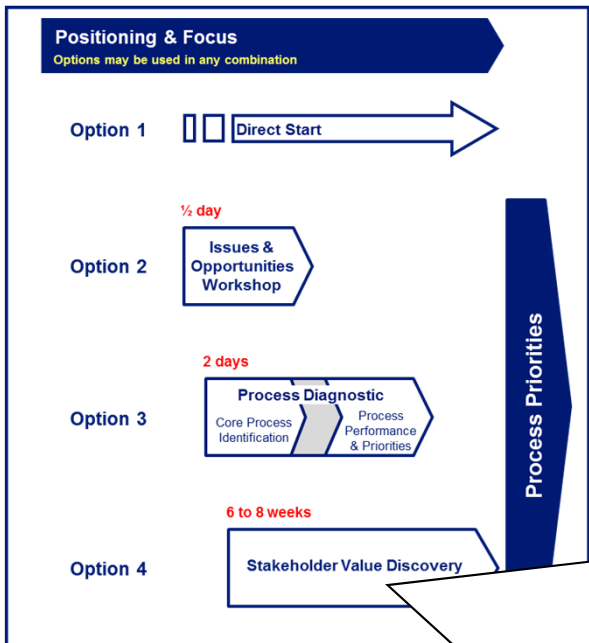 Positioning & Focus
Options may be used in any combination
Option 1
Direct Start
½ day
Option 2
Issues &
Opportunities
Workshop
2 days
Option 3
Process Diagnostic
Core Process
Identification
Process
Performance
& Priorities
6 to 8 weeks
Option 4
Stakeholder Value Discovery
Process Priorities